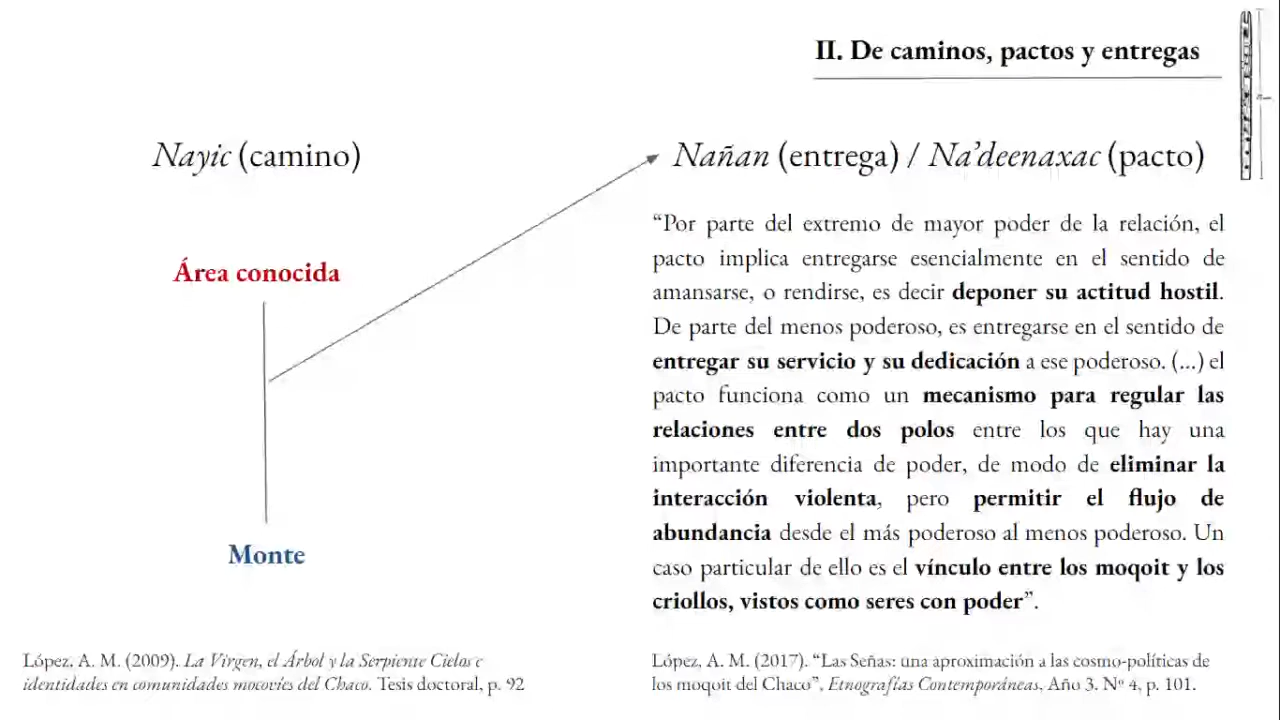 II. De caminos, pactos y entregas
Nayic (camino)
Nañan (entrega) / Na’deenaxac (pacto)
Área conocida
Monte
“Por parte del extremo de mayor poder de la relación, el
pacto implica entregarse esencialmente en el sentido de
amansarse, o rendirse, es decir deponer su actitud hostil.
De parte del menos poderoso, es entregarse en el sentido de
entregar su servicio y su dedicación a ese poderoso. (...) el
pacto funciona como un mecanismo para regular las
relaciones entre dos polos entre los que hay una
importante diferencia de poder, de modo de eliminar la
interacción violenta, pero permitir el flujo de
abundancia desde el más poderoso al menos poderoso. Un
caso particular de ello es el vínculo entre los moqoit y los
criollos, vistos como seres con poder”.
López, A. M. (2009). La Virgen, el Árbol y la Serpiente Cielos e
identidades en comunidades mocovíes del Chaco. Tesis doctoral, p. 92
López, A. M. (2017). “Las Señas: una aproximación a las cosmo-políticas de
los moqoit del Chaco”, Etnografías Contemporáneas, Año 3. Nº 4, p. 101.